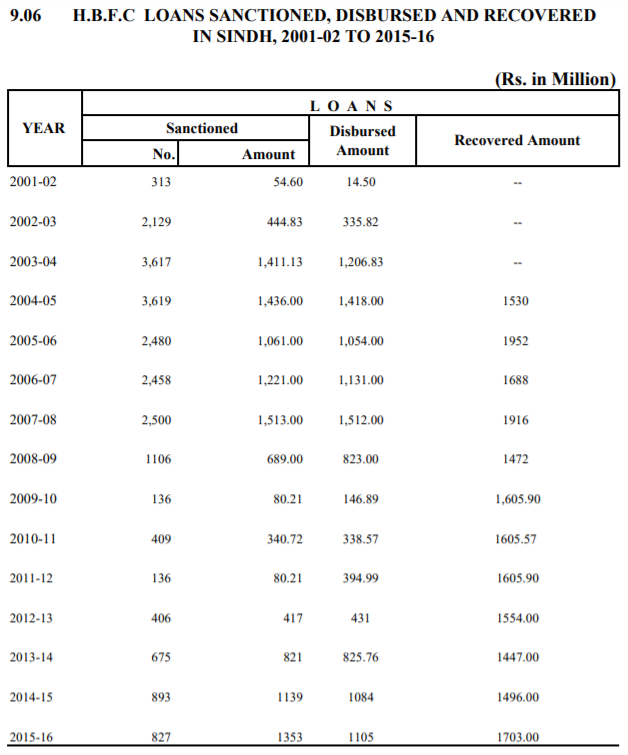 9.06 H.B.F.C LOANS SANCTIONED, DISBURSED AND RECOVERED
IN SINDH, 2001-02 TO 2015-16
(Rs. in Million)
YEAR
L O A N S
Sanctioned
No. Amount
Disbursed
Amount
Recovered Amount
2001-02 313 54.60 14.50 --
2002-03 2,129 444.83 335.82 --
2003-04 3,617 1,411.13 1,206.83 --
2004-05 3,619 1,436.00 1,418.00 1530
2005-06 2,480 1,061.00 1,054.00 1952
2006-07 2,458 1,221.00 1,131.00 1688
2007-08 2,500 1,513.00 1,512.00 1916
2008-09 1106 689.00 823.00 1472
2009-10 136 80.21 146.89 1,605.90
2010-11 409 340.72 338.57 1605.57
2011-12 136 80.21 394.99 1605.90
2012-13 406 417 431 1554.00
2013-14 675 821 825.76 1447.00
2014-15 893 1139 1084 1496.00
2015-16 827 1353 1105 1703.00